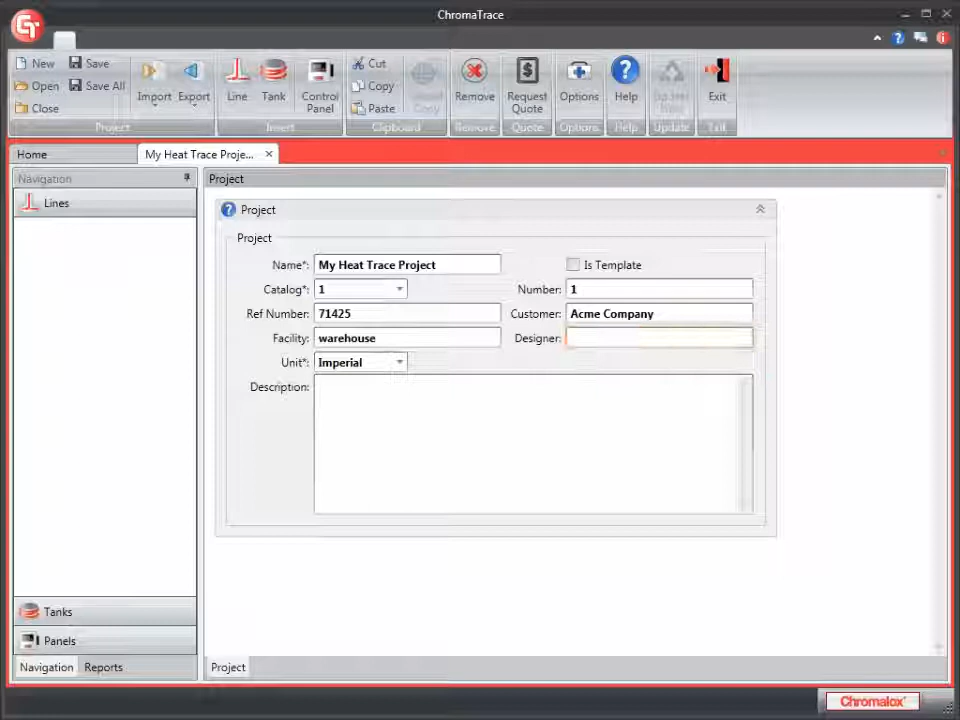 ChromaTrace
New Save
Open Save All
Close
Import Export
Project
Line Tank Control Panel
Insert
Cut
Copy
Paste
Copy
Clipboard
Remove
Remove
Request Quote
Quote
Options
Options
Help
Help
Update
Exit
Exit
Home
My Heat Trace Proje...
Navigation
Lines
Tanks
Panels
Navigation Reports
Project
Project
Project
Name*: My Heat Trace Project
Is Template
Catalog*: 1
Number: 1
Ref Number: 71425
Customer: Acme Company
Facility: warehouse
Designer:
Unit*: Imperial
Description:
Project
Chromalox